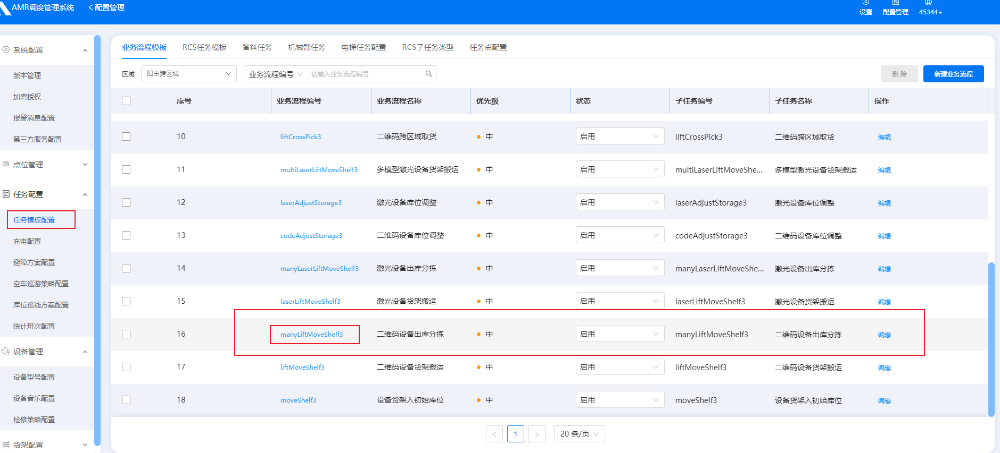 AMR调度管理系统
配置管理
设置
配置管理
45344
系统配置
版本管理
加密授权
报警消息配置
第三方服务配置
点位管理
任务配置
任务模板配置
充电配置
避障方案配置
空车巡游策略配置
库位巡线方案配置
统计班次配置
设备管理
设备型号配置
设备音乐配置
检修策略配置
货架配置
业务流程模板 RCS任务模板 备料任务 机械臂任务 电梯任务配置 RCS子任务类型 任务点配置
区域 阳丰跨区域 业务流程编号 请输入业务流程编号 删 除 新建业务流程
序号 业务流程编号 业务流程名称 优先级 状态 子任务编号 子任务名称 操作
10 liftCrossPick3 二维码跨区域取货 中 启用 liftCrossPick3 二维码跨区域取货 编辑
11 multiLaserLiftMoveShelf3 多模型激光设备货架搬运 中 启用 multiLaserLiftMoveShe... 多模型激光设备货架搬运 编辑
12 laserAdjustStorage3 激光设备库位调整 中 启用 laserAdjustStorage3 激光设备库位调整 编辑
13 codeAdjustStorage3 二维码设备库位调整 中 启用 codeAdjustStorage3 二维码设备库位调整 编辑
14 manyLaserLiftMoveShelf3 激光设备出库分拣 中 启用 manyLaserLiftMoveShe... 激光设备出库分拣 编辑
15 laserLiftMoveShelf3 激光设备货架搬运 中 启用 laserLiftMoveShelf3 激光设备货架搬运 编辑
16 manyLiftMoveShelf3 二维码设备出库分拣 中 启用 manyLiftMoveShelf3 二维码设备出库分拣 编辑
17 liftMoveShelf3 二维码设备货架搬运 中 启用 liftMoveShelf3 二维码设备货架搬运 编辑
18 moveShelf3 设备货架入初始库位 中 启用 moveShelf3 设备货架入初始库位 编辑
< 1 > 20 条/页